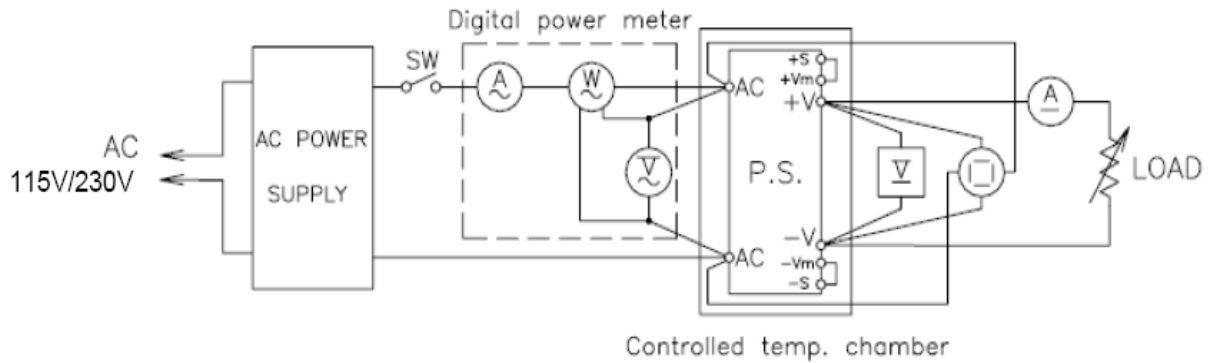 Digital power meter
SW
A
W
AC
+S
+Vm
+V
A
AC
115V/230V
AC POWER
SUPPLY
V
P.S.
V
LOAD
-V
AC
-Vm
-S
Controlled temp. chamber